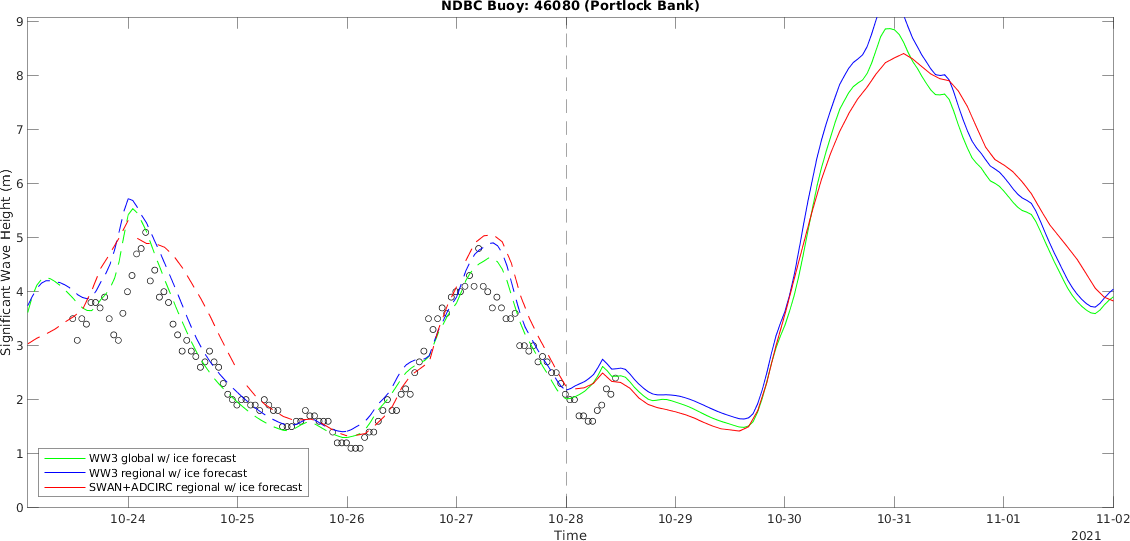 NDBC Buoy: 46080 (Portlock Bank)
9
8
7
6
5
4
3
2
1
0
Significant Wave Height (m)
WW3 global w/ ice forecast
WW3 regional w/ ice forecast
SWAN+ADCIRC regional w/ ice forecast
10-24 10-25 10-26 10-27 10-28 10-29 10-30 10-31 11-01 11-02
Time
2021